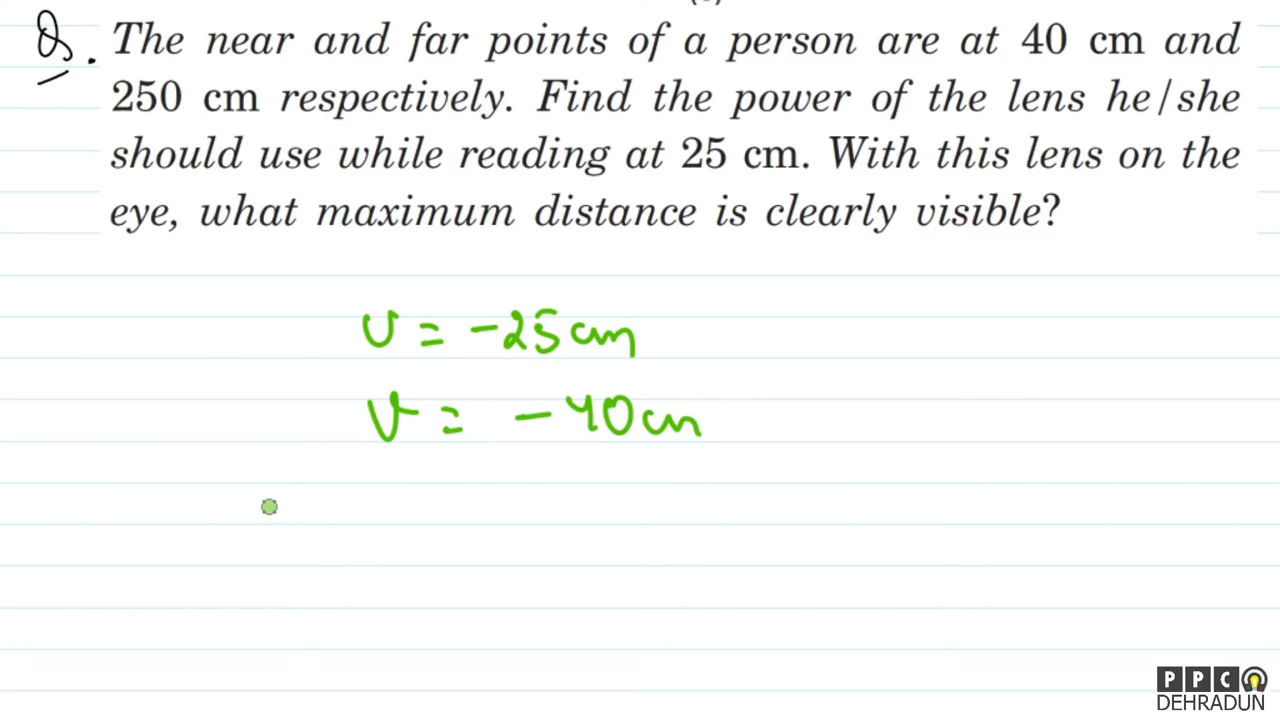 Q. The near and far points of a person are at 40 cm and
250 cm respectively. Find the power of the lens he/she
should use while reading at 25 cm. With this lens on the
eye, what maximum distance is clearly visible?
u = -25 cm
v = -40 cm
PPC
DEHRADUN